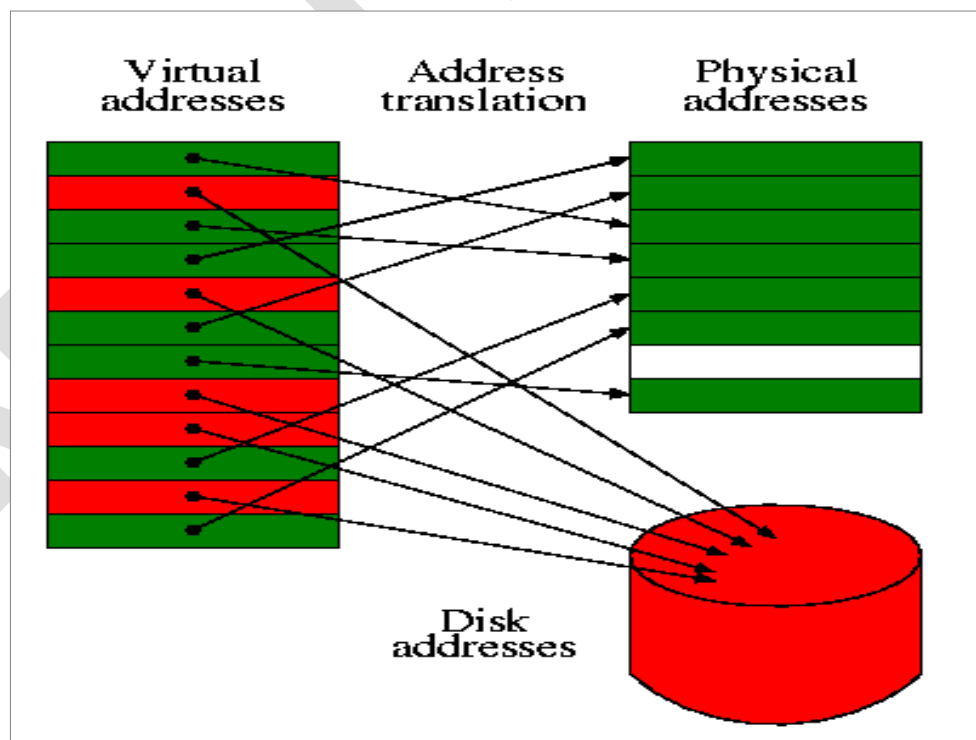 Virtual
addresses
Address
translation
Physical
addresses
Disk
addresses